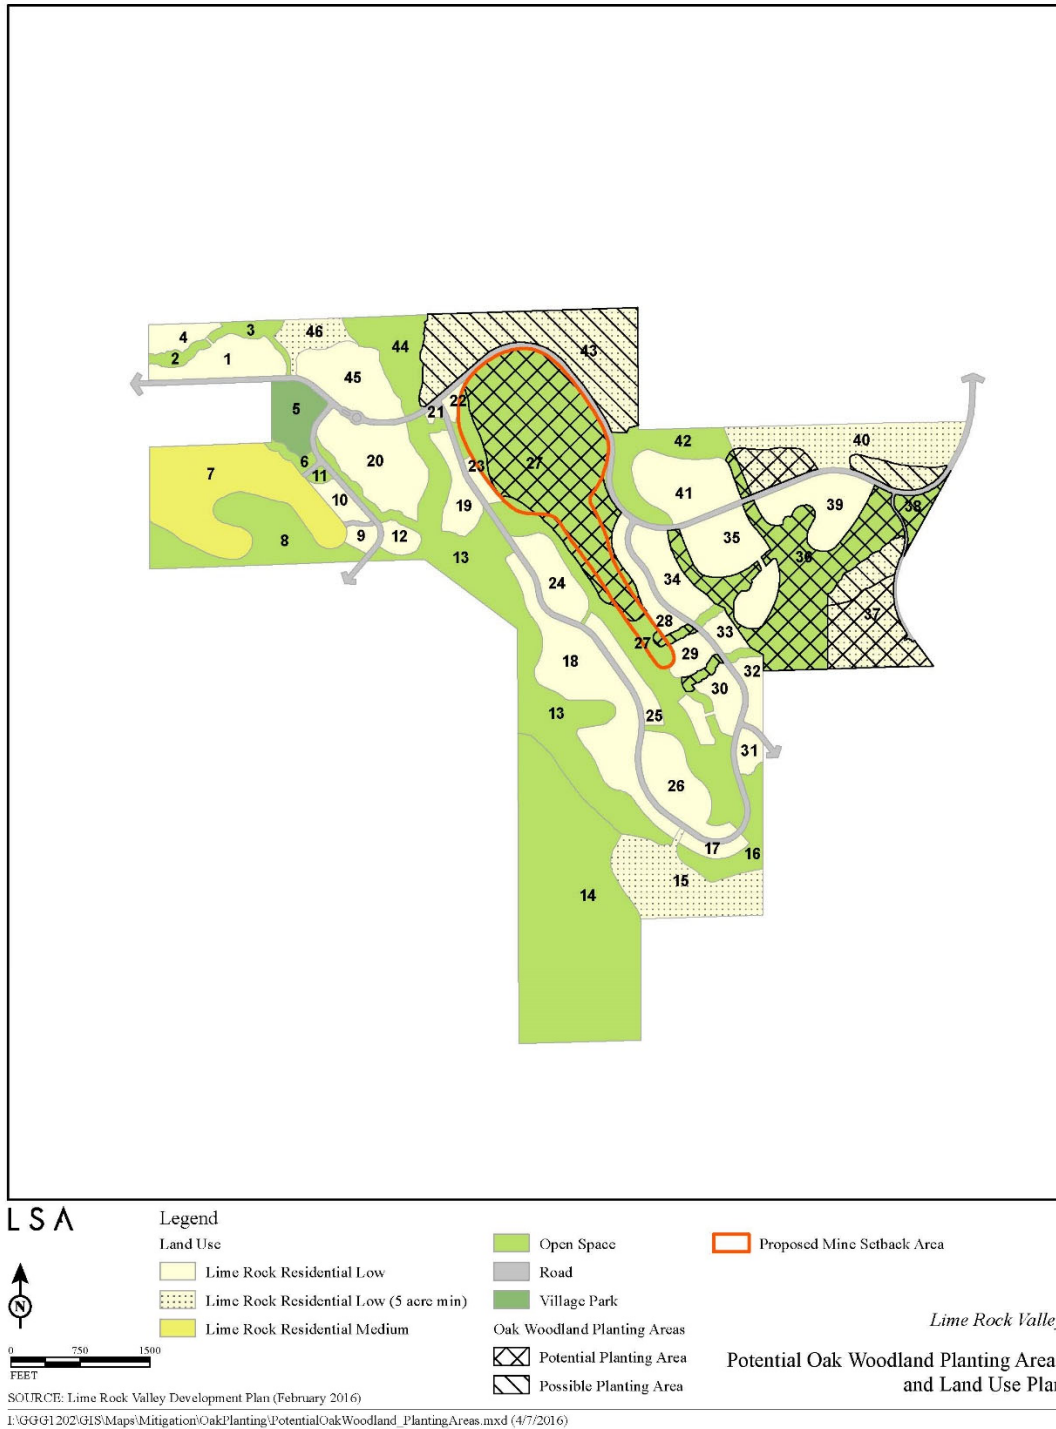 4
3
46
44
43
2
1
45
22
21
5
42
40
6
7
11
20
23
27
41
39
38
10
19
35
36
8
9
12
13
24
34
37
28
33
18
27
29
32
13
30
25
31
26
17
16
15
14
LSA
N
0 750 1500
FEET
Legend
Land Use
Lime Rock Residential Low
Lime Rock Residential Low (5 acre min)
Lime Rock Residential Medium
Open Space
Road
Village Park
Oak Woodland Planting Areas
Potential Planting Area
Possible Planting Area
Proposed Mine Setback Area
Lime Rock Valley
Potential Oak Woodland Planting Area
and Land Use Plan
SOURCE: Lime Rock Valley Development Plan (February 2016)
I:\GGG1202\GIS\Maps\Mitigation\OakPlanting\PotentialOakWoodland_PlantingAreas.mxd (4/7/2016)